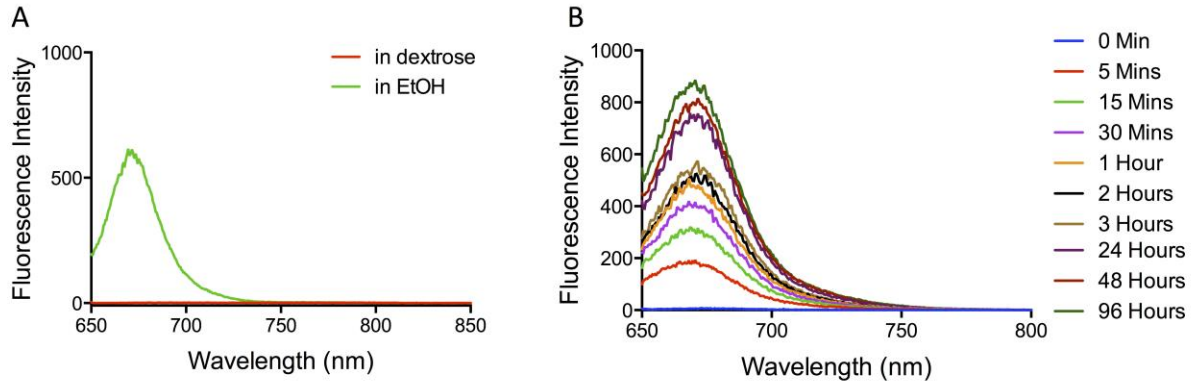 A
Fluorescence Intensity
1000
500
0
650
700
750
800
850
Wavelength (nm)
in dextrose
in EtOH
B
Fluorescence Intensity
1000
800
600
400
200
0
650
700
750
800
Wavelength (nm)
0 Min
5 Mins
15 Mins
30 Mins
1 Hour
2 Hours
3 Hours
24 Hours
48 Hours
96 Hours